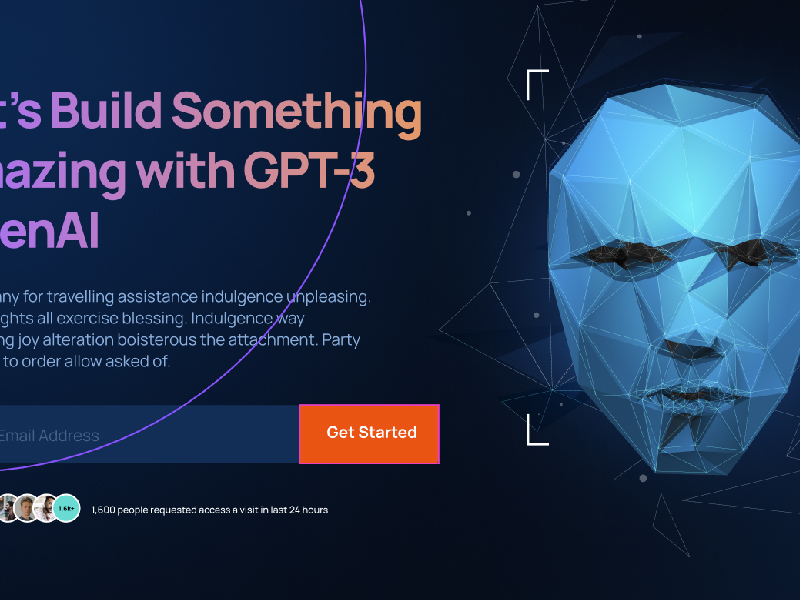 t's Build Something
nazing with GPT-3
enAI
any for travelling assistance indulgence unpleasing.
ghts all exercise blessing. Indulgence way
ng joy alteration boisterous the attachment. Party
to order allow asked of.
Email Address
Get Started
1.6k+
1,600 people requested access a visit in last 24 hours